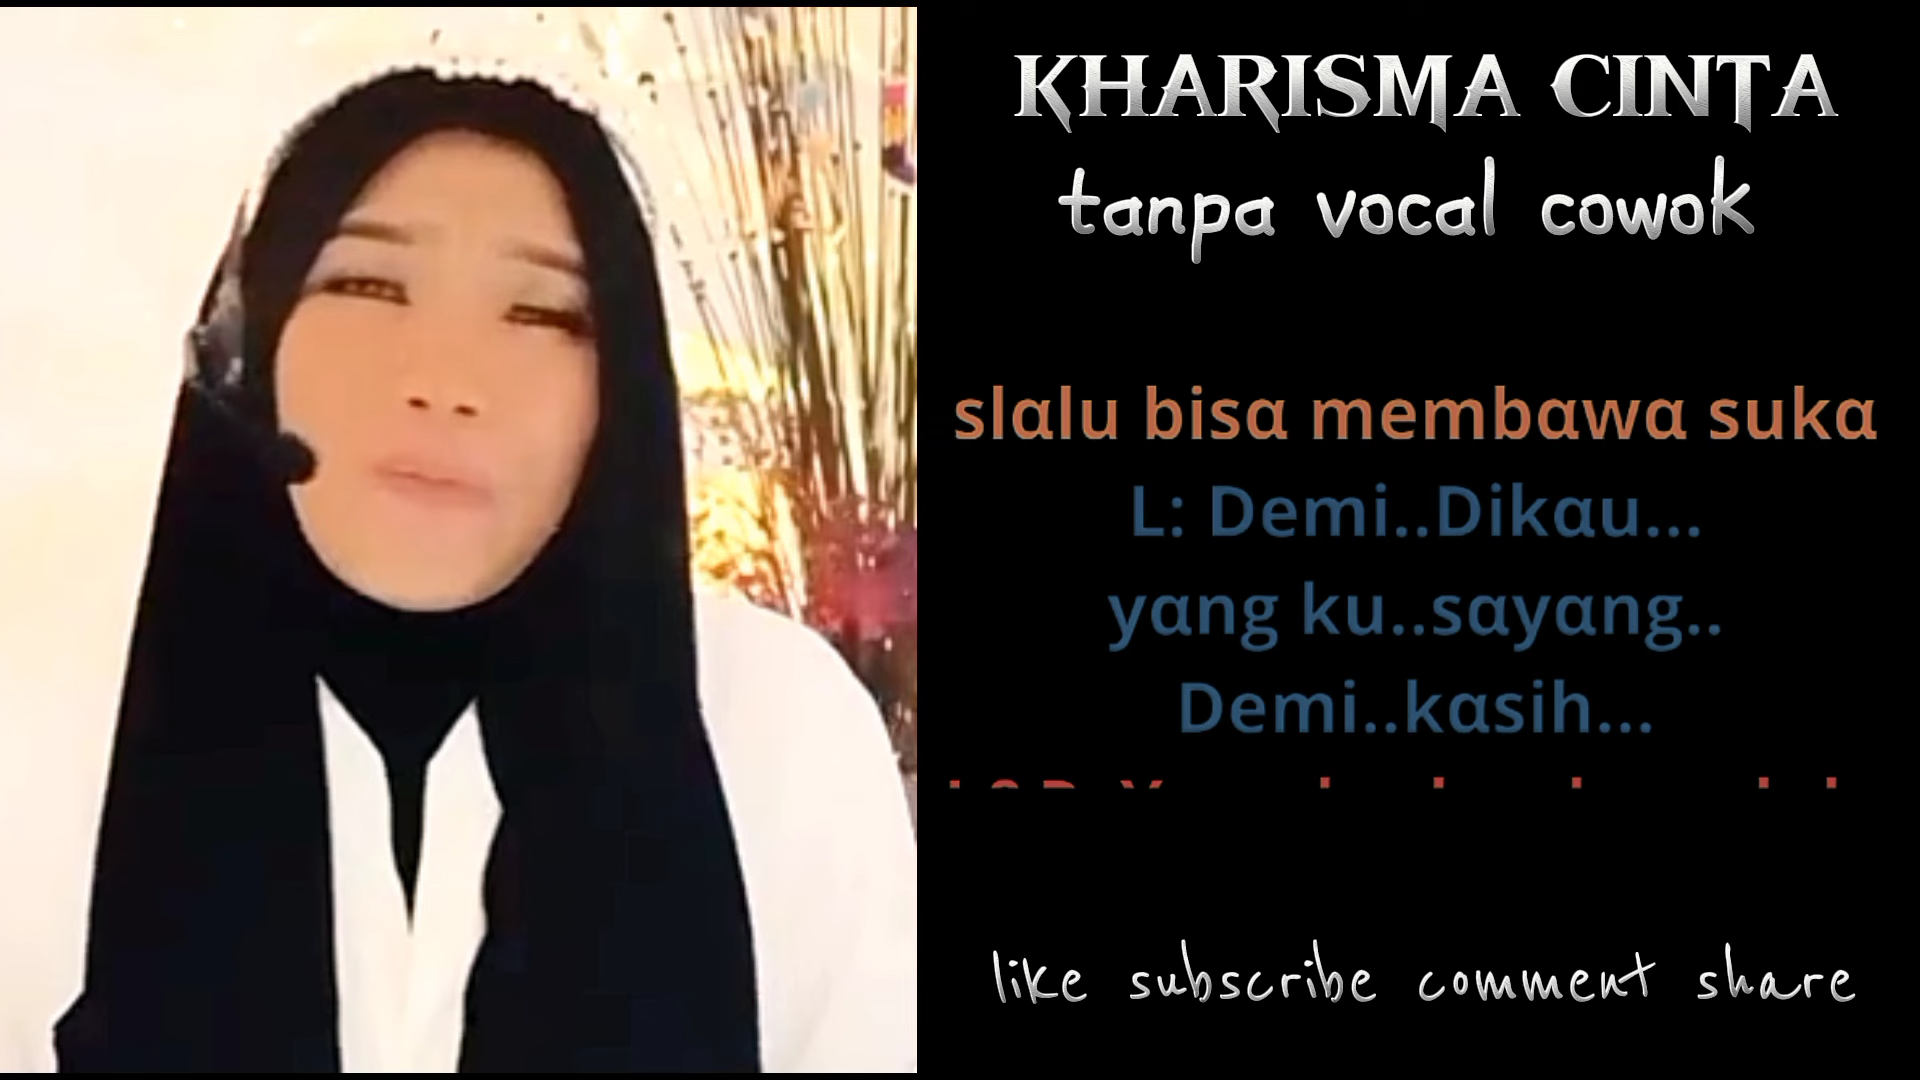 KHARISMA CINTA
tanpa vocal cowok
slalu bisa membawa suka
L: Demi..Dikau...
yang ku..sayang..
Demi..kasih...
like subscribe comment share